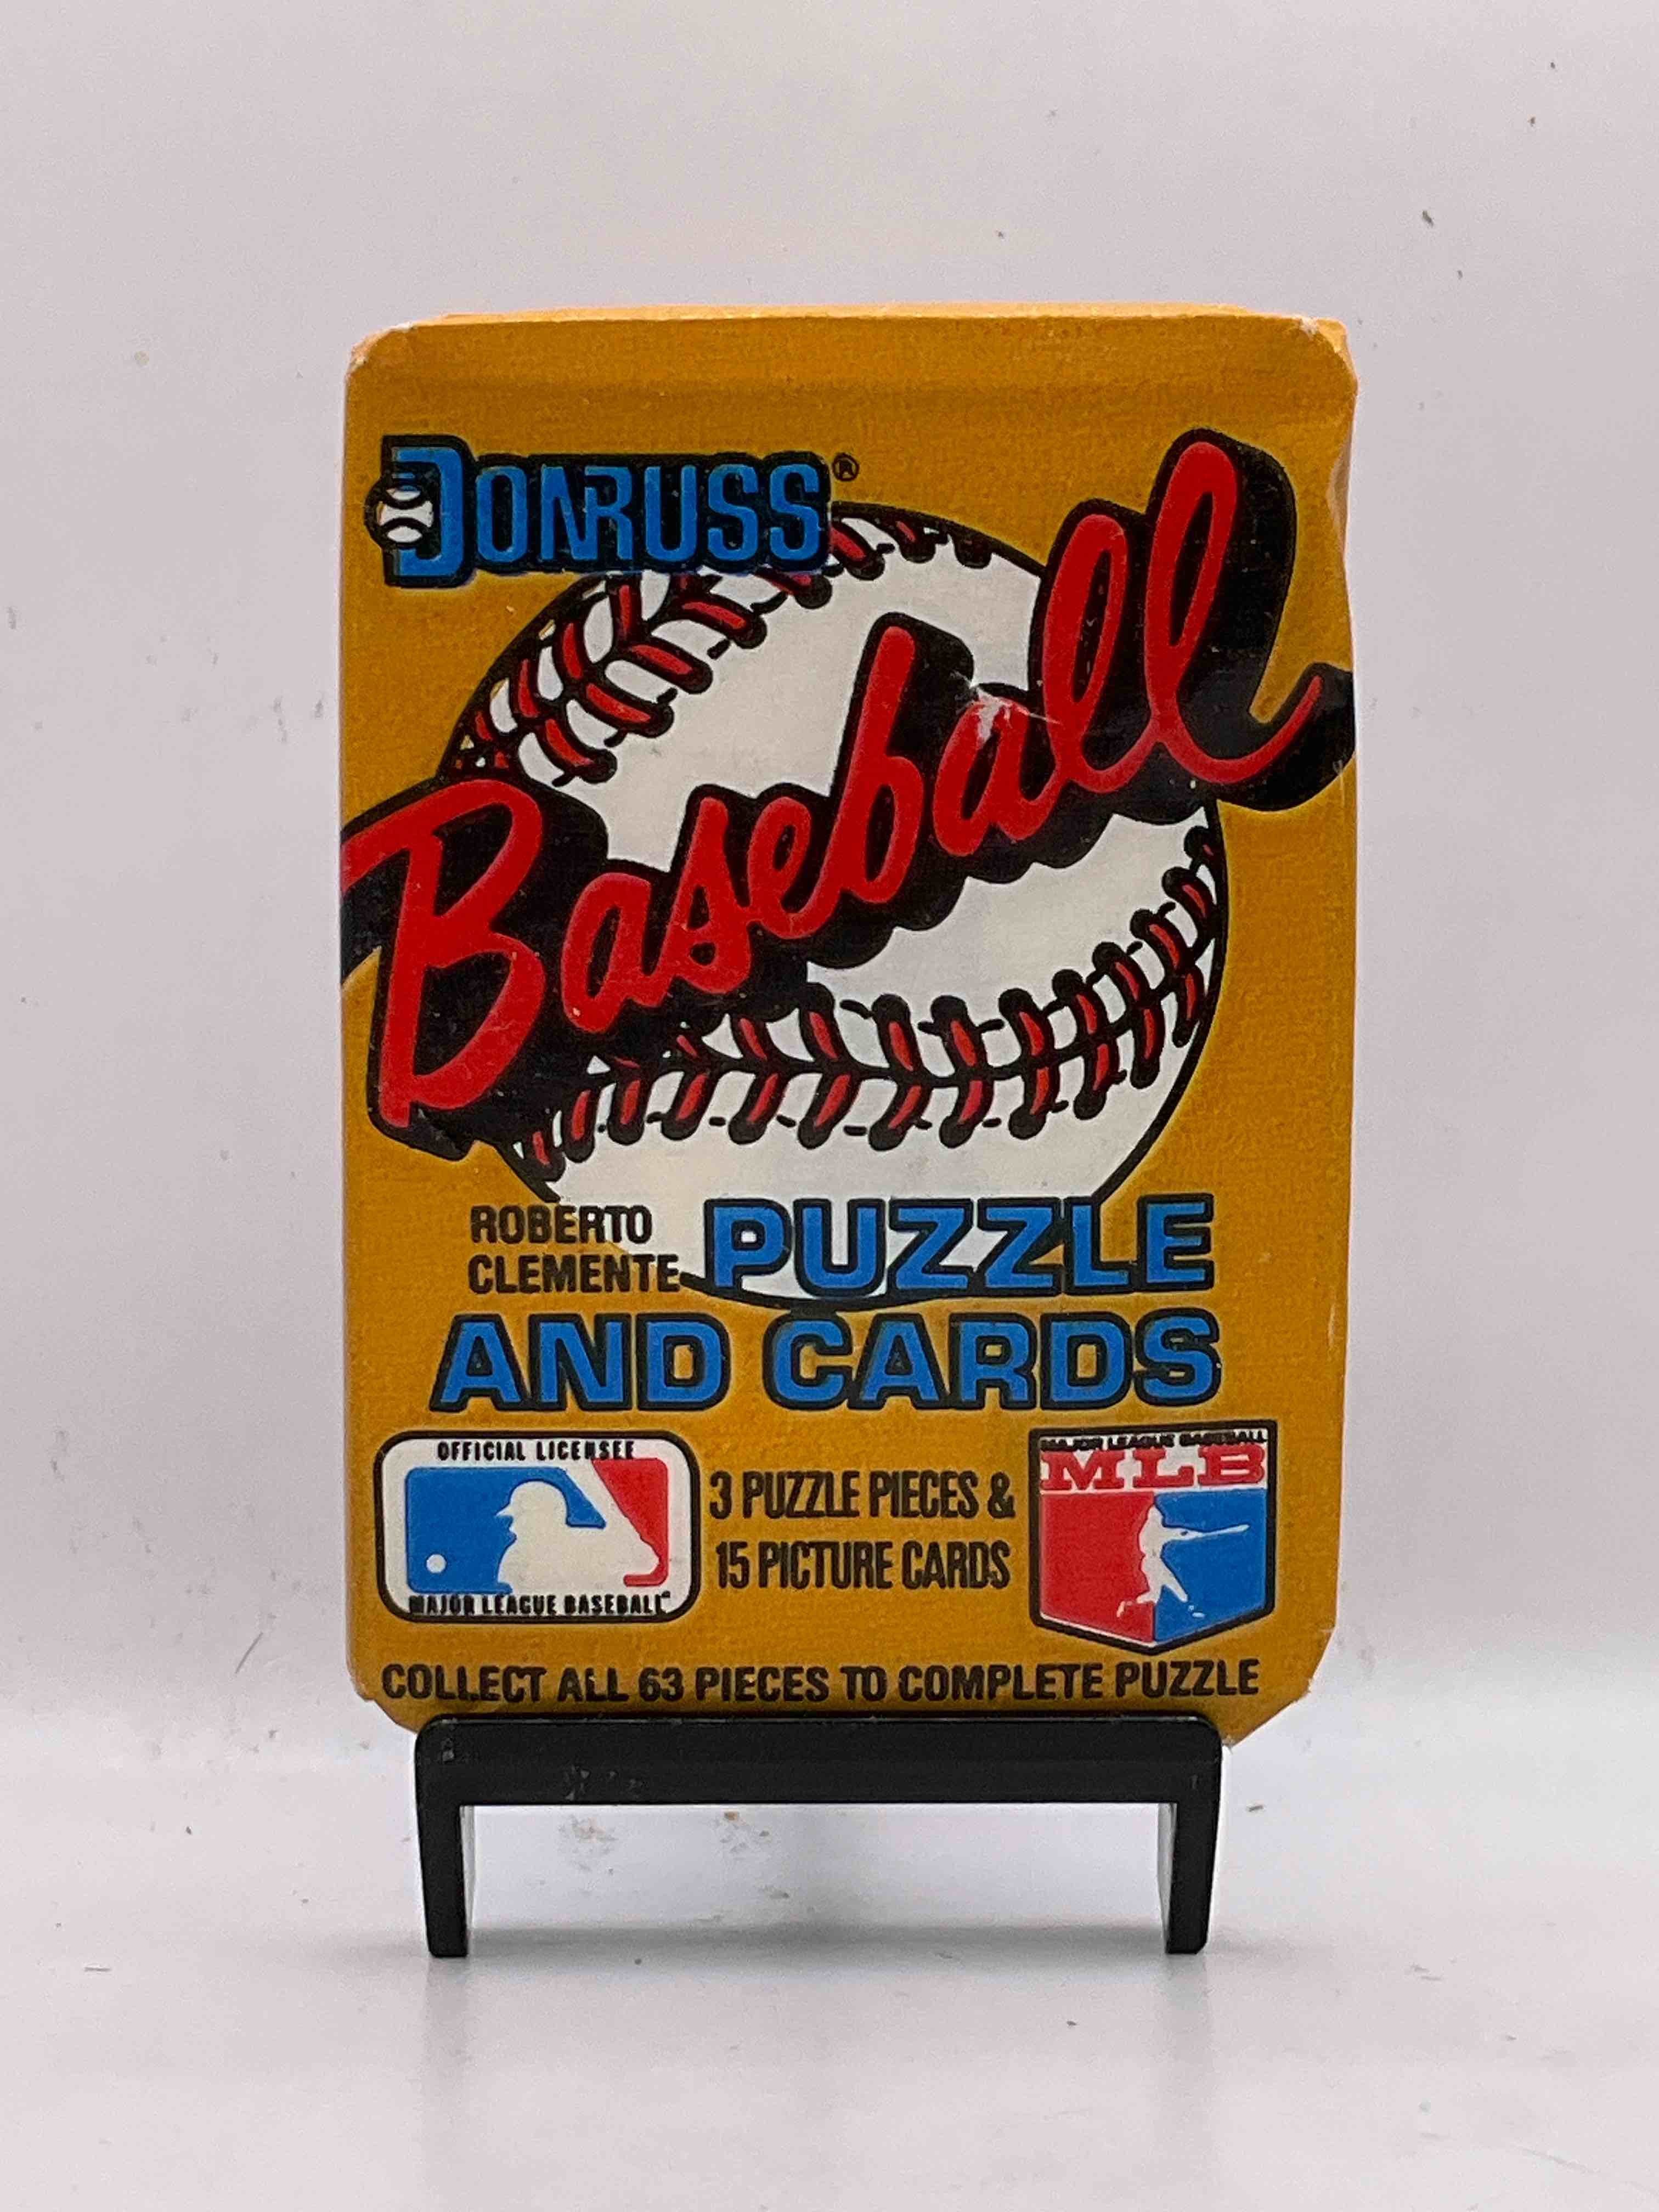 DONRUSS®
Baseball
ROBERTO
CLEMENTE
PUZZLE
AND CARDS
OFFICIAL LICENSEE
MAJOR LEAGUE BASEBALL
3 PUZZLE PIECES &
15 PICTURE CARDS
MAJOR LEAGUE BASEBALL
MLB
COLLECT ALL 63 PIECES TO COMPLETE PUZZLE